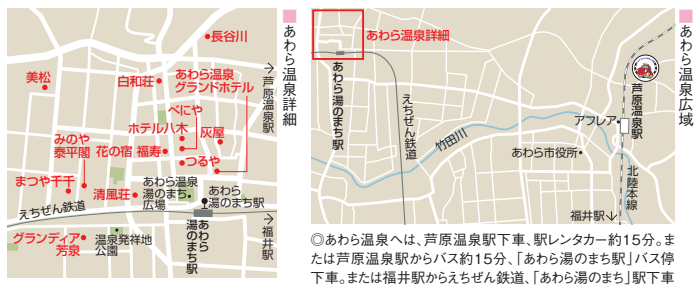 あわら温泉詳細
長谷川
芦原温泉駅
美松
白和荘
あわら温泉
グランドホテル
べにや
ホテル八木
灰屋
みのや
泰平閣
花の宿 福寿
つるや
まつや千千
清風荘
あわら温泉
湯のまち
広場
あわら
湯のまち駅
えちぜん鉄道
グランディア
芳泉
温泉発祥地
公園
あわら
湯のまち駅
福井駅
あわら温泉広域
あわら温泉詳細
あわら湯のまち駅
えちぜん鉄道
竹田川
アフレア
芦原温泉駅
あわら市役所
北陸本線
福井駅
◎あわら温泉へは、芦原温泉駅下車、駅レンタカー約15分。ま
たは芦原温泉駅からバス約15分、「あわら湯のまち駅」バス停
下車。または福井駅からえちぜん鉄道、「あわら湯のまち」駅下車